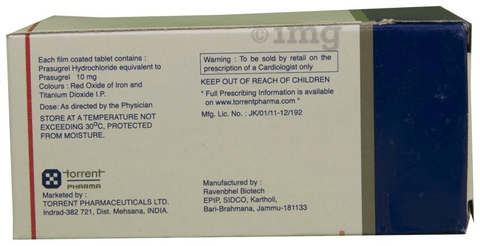 1mg
Each film coated tablet contains :
Prasugrel Hydrochloride equivalent to
Prasugrel 10 mg
Colours : Red Oxide of Iron and
Titanium Dioxide I.P.
Dose: As directed by the Physician
STORE AT A TEMPERATURE NOT
EXCEEDING 30°C, PROTECTED
FROM MOISTURE.
torrent
PHARMA
Marketed by :
TORRENT PHARMACEUTICALS LTD.
Indrad-382 721, Dist. Mehsana, INDIA.
Warning : To be sold by retail on the
prescription of a Cardiologist only
KEEP OUT OF REACH OF CHILDREN
" Full Prescribing Information is available
on "www.torrentpharma.com "
Mfg. Lic. No. : JK/01/11-12/192
Manufactured by :
Ravenbhel Biotech
EPIP, SIDCO, Kartholi,
Bari-Brahmana, Jammu-181133